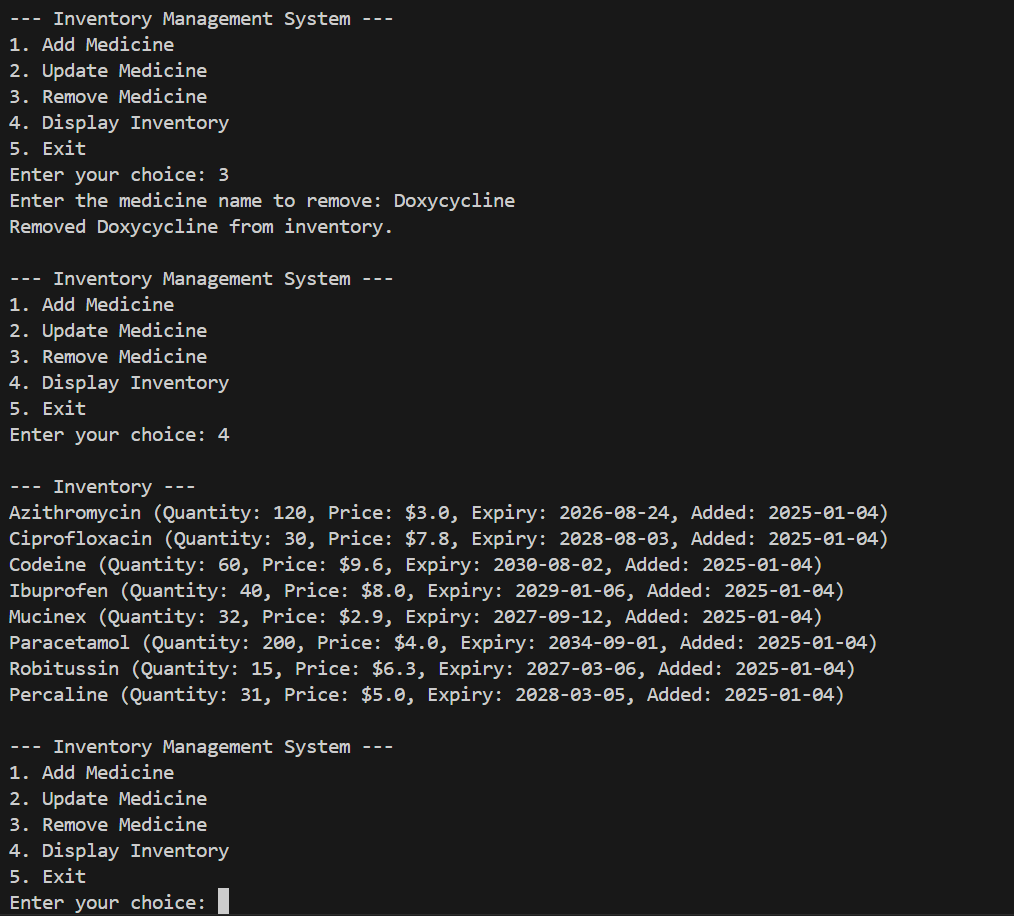 --- Inventory Management System ---
1. Add Medicine
2. Update Medicine
3. Remove Medicine
4. Display Inventory
5. Exit
Enter your choice: 3
Enter the medicine name to remove: Doxycycline
Removed Doxycycline from inventory.

--- Inventory Management System ---
1. Add Medicine
2. Update Medicine
3. Remove Medicine
4. Display Inventory
5. Exit
Enter your choice: 4

--- Inventory ---
Azithromycin (Quantity: 120, Price: $3.0, Expiry: 2026-08-24, Added: 2025-01-04)
Ciprofloxacin (Quantity: 30, Price: $7.8, Expiry: 2028-08-03, Added: 2025-01-04)
Codeine (Quantity: 60, Price: $9.6, Expiry: 2030-08-02, Added: 2025-01-04)
Ibuprofen (Quantity: 40, Price: $8.0, Expiry: 2029-01-06, Added: 2025-01-04)
Mucinex (Quantity: 32, Price: $2.9, Expiry: 2027-09-12, Added: 2025-01-04)
Paracetamol (Quantity: 200, Price: $4.0, Expiry: 2034-09-01, Added: 2025-01-04)
Robitussin (Quantity: 15, Price: $6.3, Expiry: 2027-03-06, Added: 2025-01-04)
Percaline (Quantity: 31, Price: $5.0, Expiry: 2028-03-05, Added: 2025-01-04)

--- Inventory Management System ---
1. Add Medicine
2. Update Medicine
3. Remove Medicine
4. Display Inventory
5. Exit
Enter your choice: